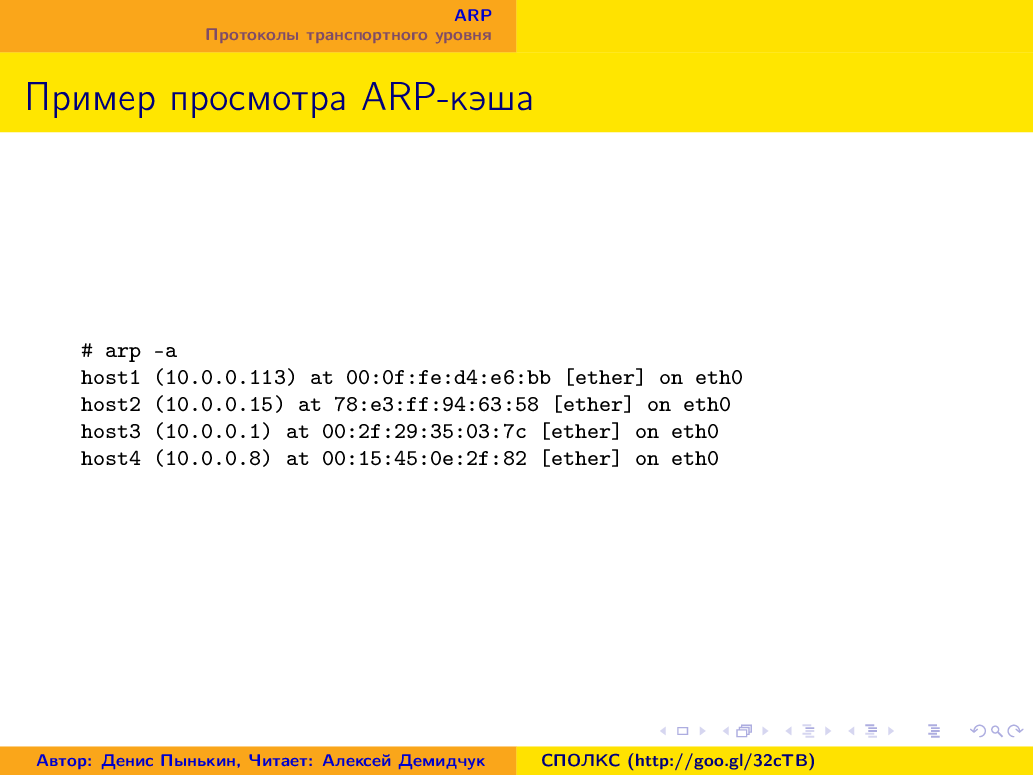 ARP
Протоколы транспортного уровня
Пример просмотра ARP-кэша
# arp -a
host1 (10.0.0.113) at 00:0f:fe:d4:e6:bb [ether] on eth0
host2 (10.0.0.15) at 78:e3:ff:94:63:58 [ether] on eth0
host3 (10.0.0.1) at 00:2f:29:35:03:7c [ether] on eth0
host4 (10.0.0.8) at 00:15:45:0e:2f:82 [ether] on eth0
Автор: Денис Пынькин, Читает: Алексей Демидчук
СПОЛКС (http://goo.gl/32cTB)